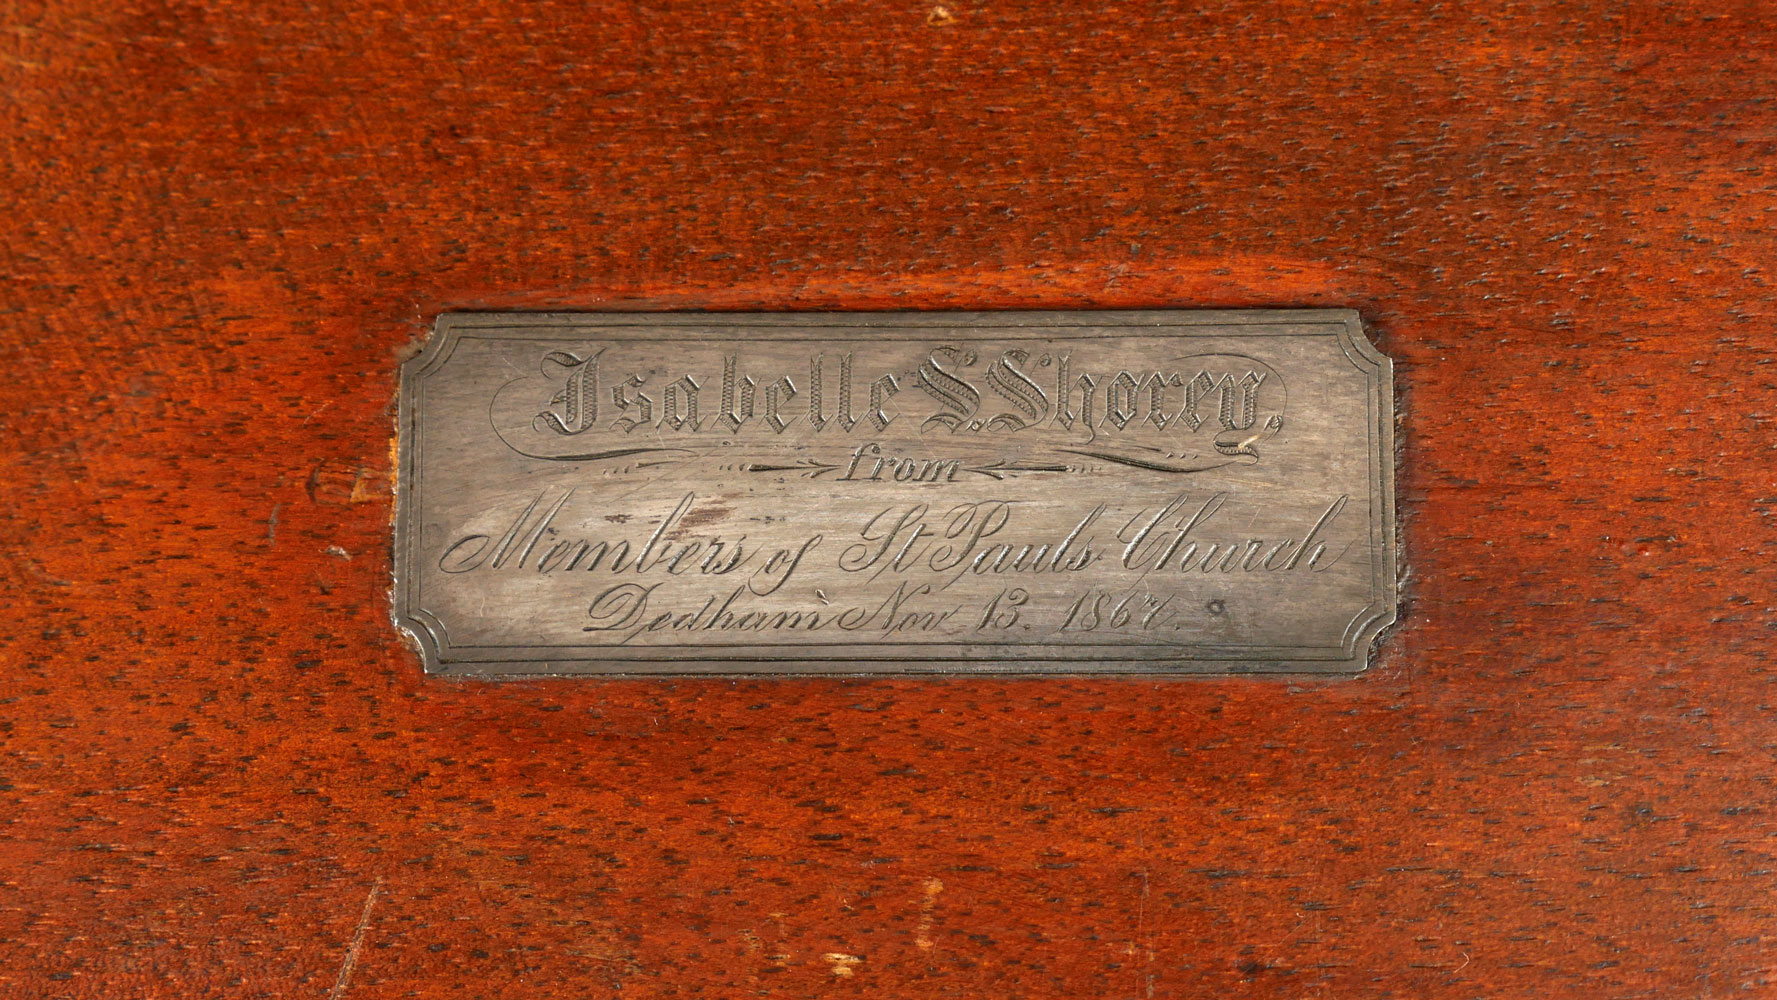 Isabelle S. Shorey,
from
Members of St Pauls Church
Dedham Nov 13. 1867.